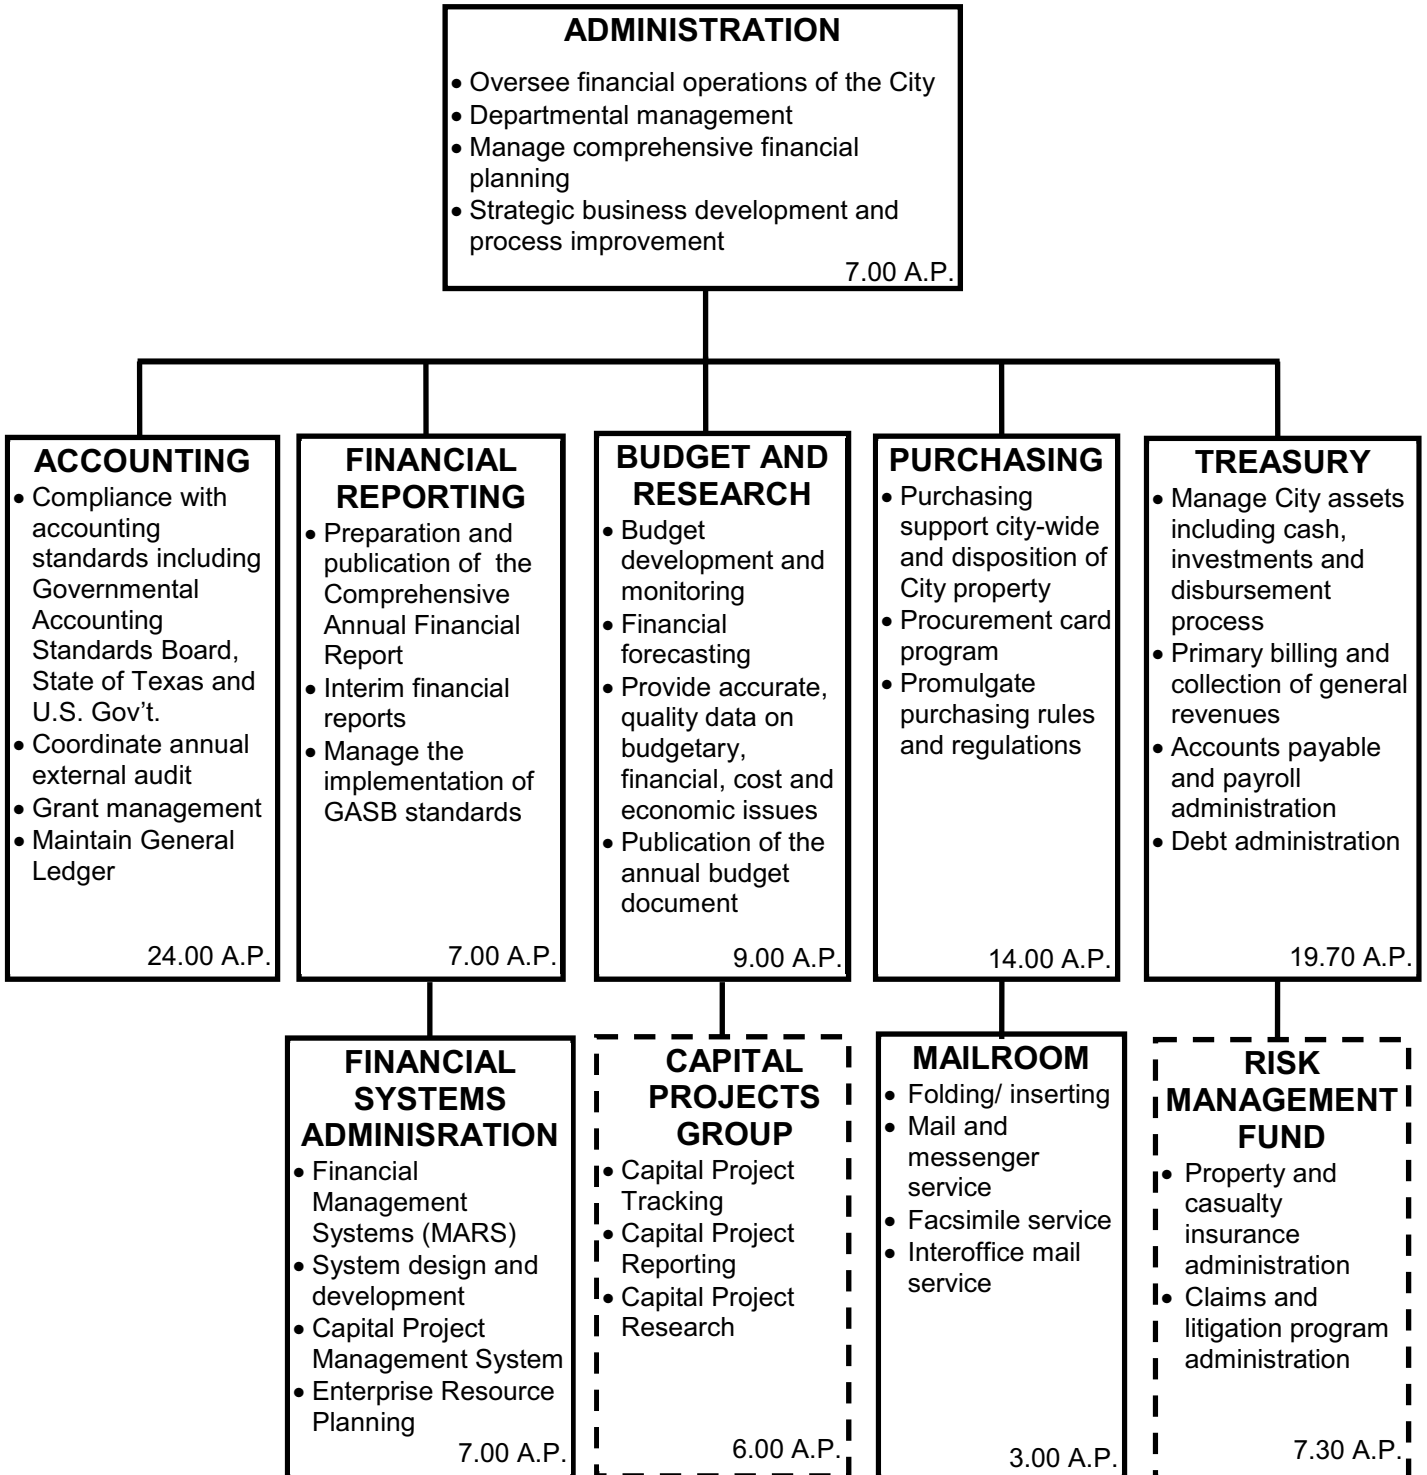 ADMINISTRATION
• Oversee financial operations of the City
• Departmental management
• Manage comprehensive financial
planning
• Strategic business development and
process improvement
7.00 A.P.
ACCOUNTING
• Compliance with
accounting
standards including
Governmental
Accounting
Standards Board,
State of Texas and
U.S. Gov’t.
• Coordinate annual
external audit
• Grant management
• Maintain General
Ledger
24.00 A.P.
FINANCIAL
REPORTING
• Preparation and
publication of the
Comprehensive
Annual Financial
Report
• Interim financial
reports
• Manage the
implementation of
GASB standards
7.00 A.P.
BUDGET AND
RESEARCH
• Budget
development and
monitoring
• Financial
forecasting
• Provide accurate,
quality data on
budgetary,
financial, cost and
economic issues
• Publication of the
annual budget
document
9.00 A.P.
PURCHASING
• Purchasing
support city-wide
and disposition of
City property
• Procurement card
program
• Promulgate
purchasing rules
and regulations
14.00 A.P.
TREASURY
• Manage City assets
including cash,
investments and
disbursement
process
• Primary billing and
collection of general
revenues
• Accounts payable
and payroll
administration
• Debt administration
19.70 A.P.
FINANCIAL
SYSTEMS
ADMINISRATION
• Financial
Management
Systems (MARS)
• System design and
development
• Capital Project
Management System
• Enterprise Resource
Planning
7.00 A.P.
CAPITAL
PROJECTS
GROUP
• Capital Project
Tracking
• Capital Project
Reporting
• Capital Project
Research
6.00 A.P.
MAILROOM
• Folding/ inserting
• Mail and
messenger
service
• Facsimile service
• Interoffice mail
service
3.00 A.P.
RISK
MANAGEMENT
FUND
• Property and
casualty
insurance
administration
• Claims and
litigation program
administration
7.30 A.P.